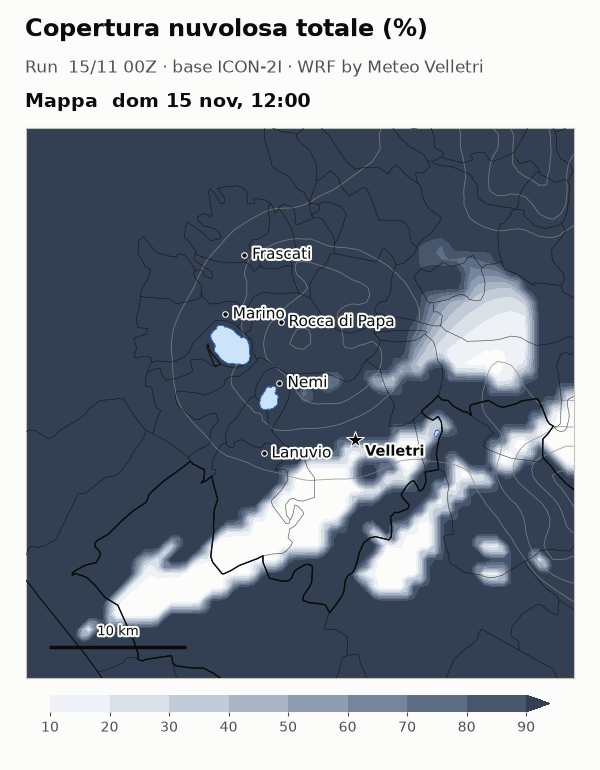 Copertura nuvolosa totale (%)
Run  15/11 00Z · base ICON-2I · WRF by Meteo Velletri
Mappa  dom 15 nov, 12:00
Frascati
Marino
Rocca di Papa
Nemi
Velletri
Lanuvio
10 km
10 20 30 40 50 60 70 80 90